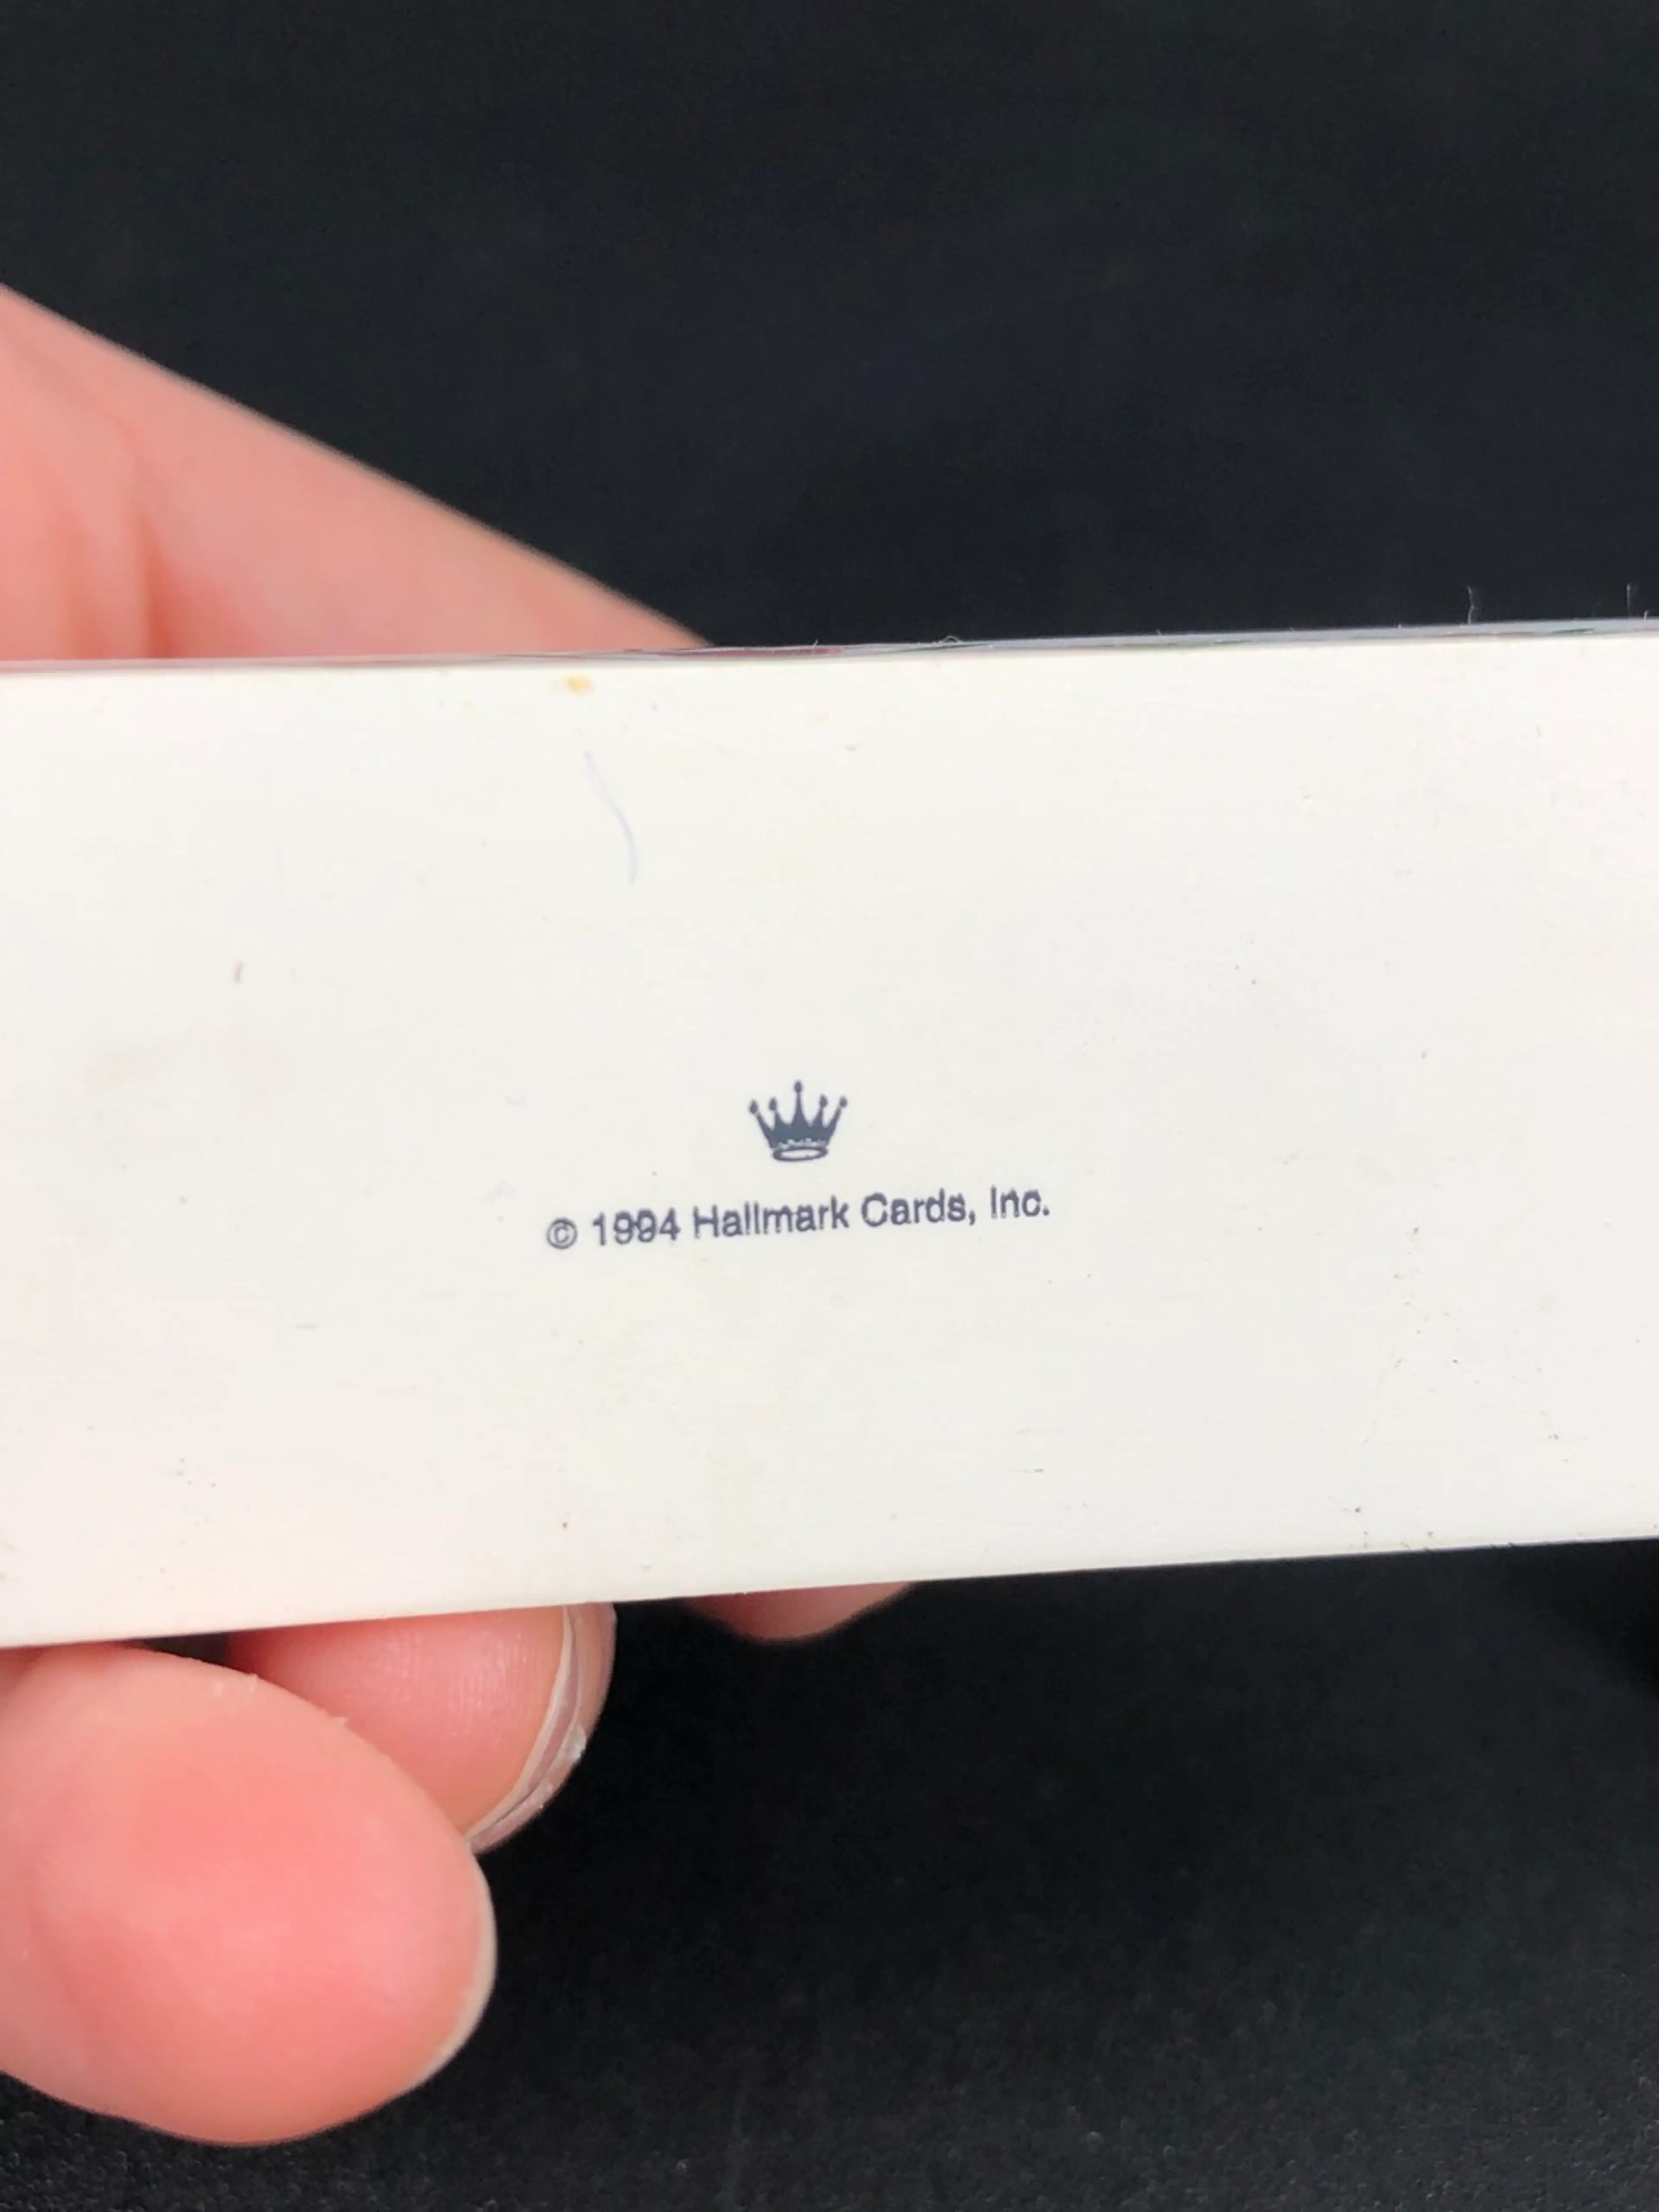 © 1994 Hallmark Cards, Inc.